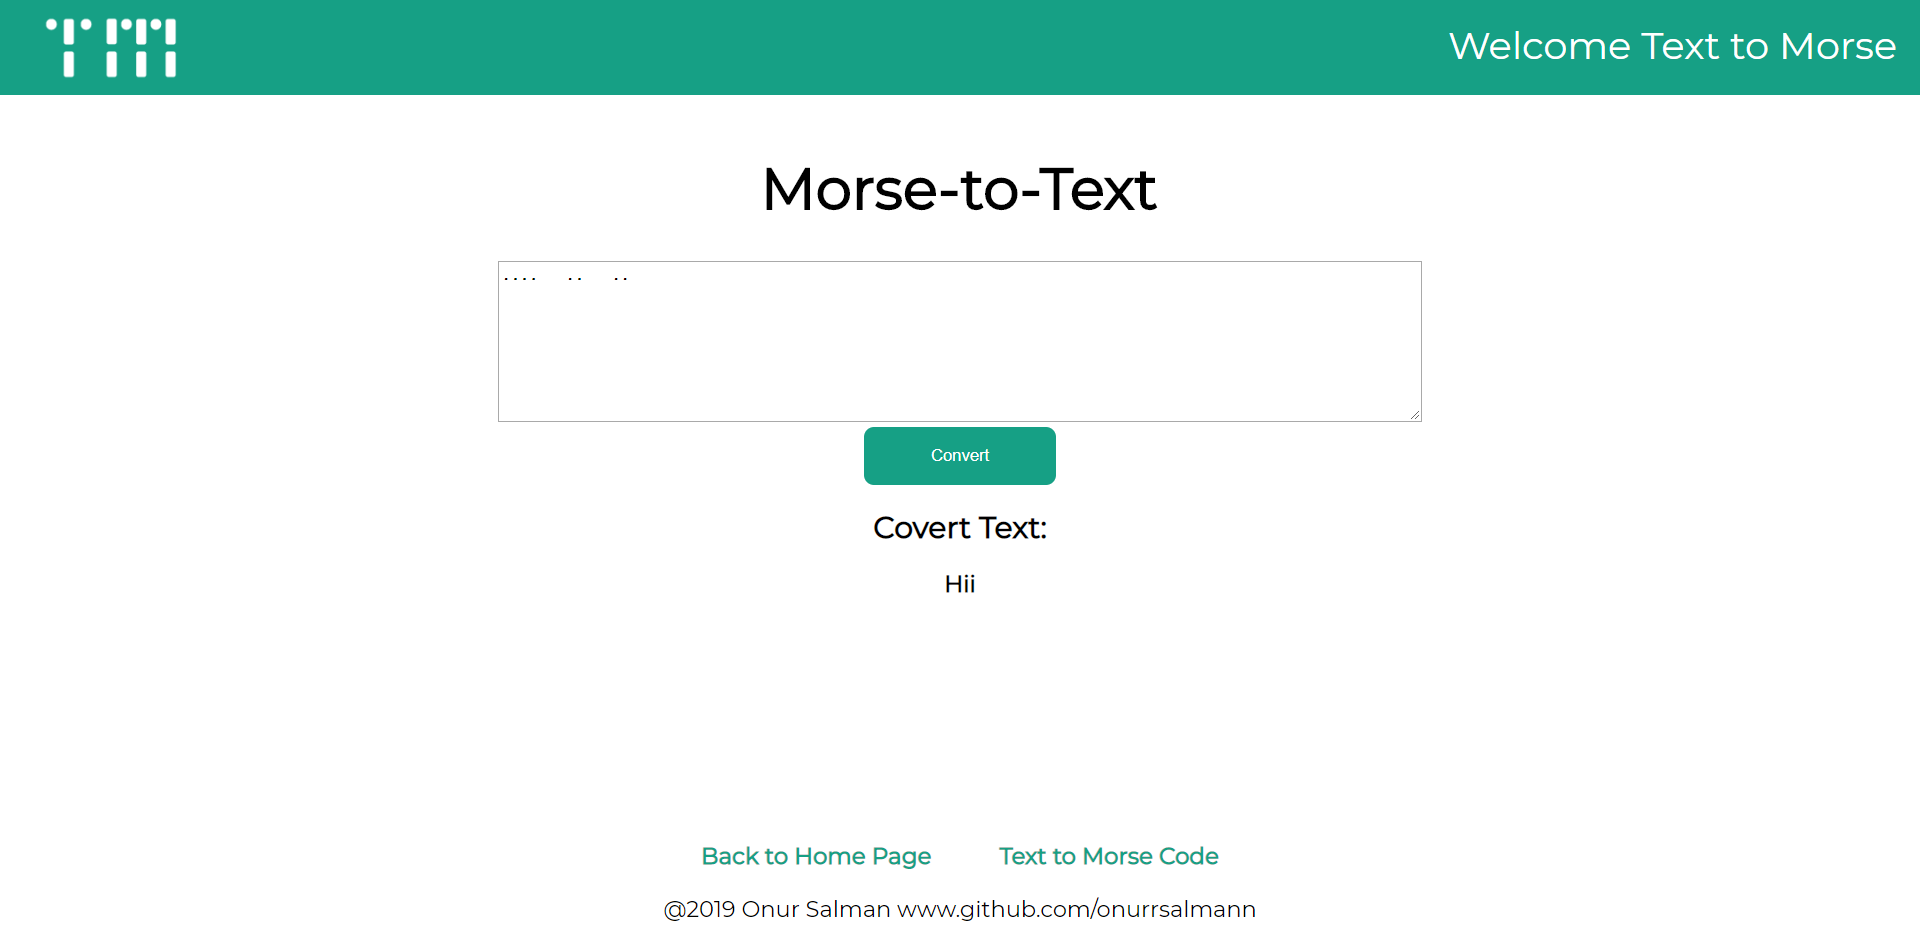 TM
Welcome Text to Morse
Morse-to-Text
....   ..   ..
Convert
Covert Text:
Hii
Back to Home Page
Text to Morse Code
@2019 Onur Salman www.github.com/onurrsalmann